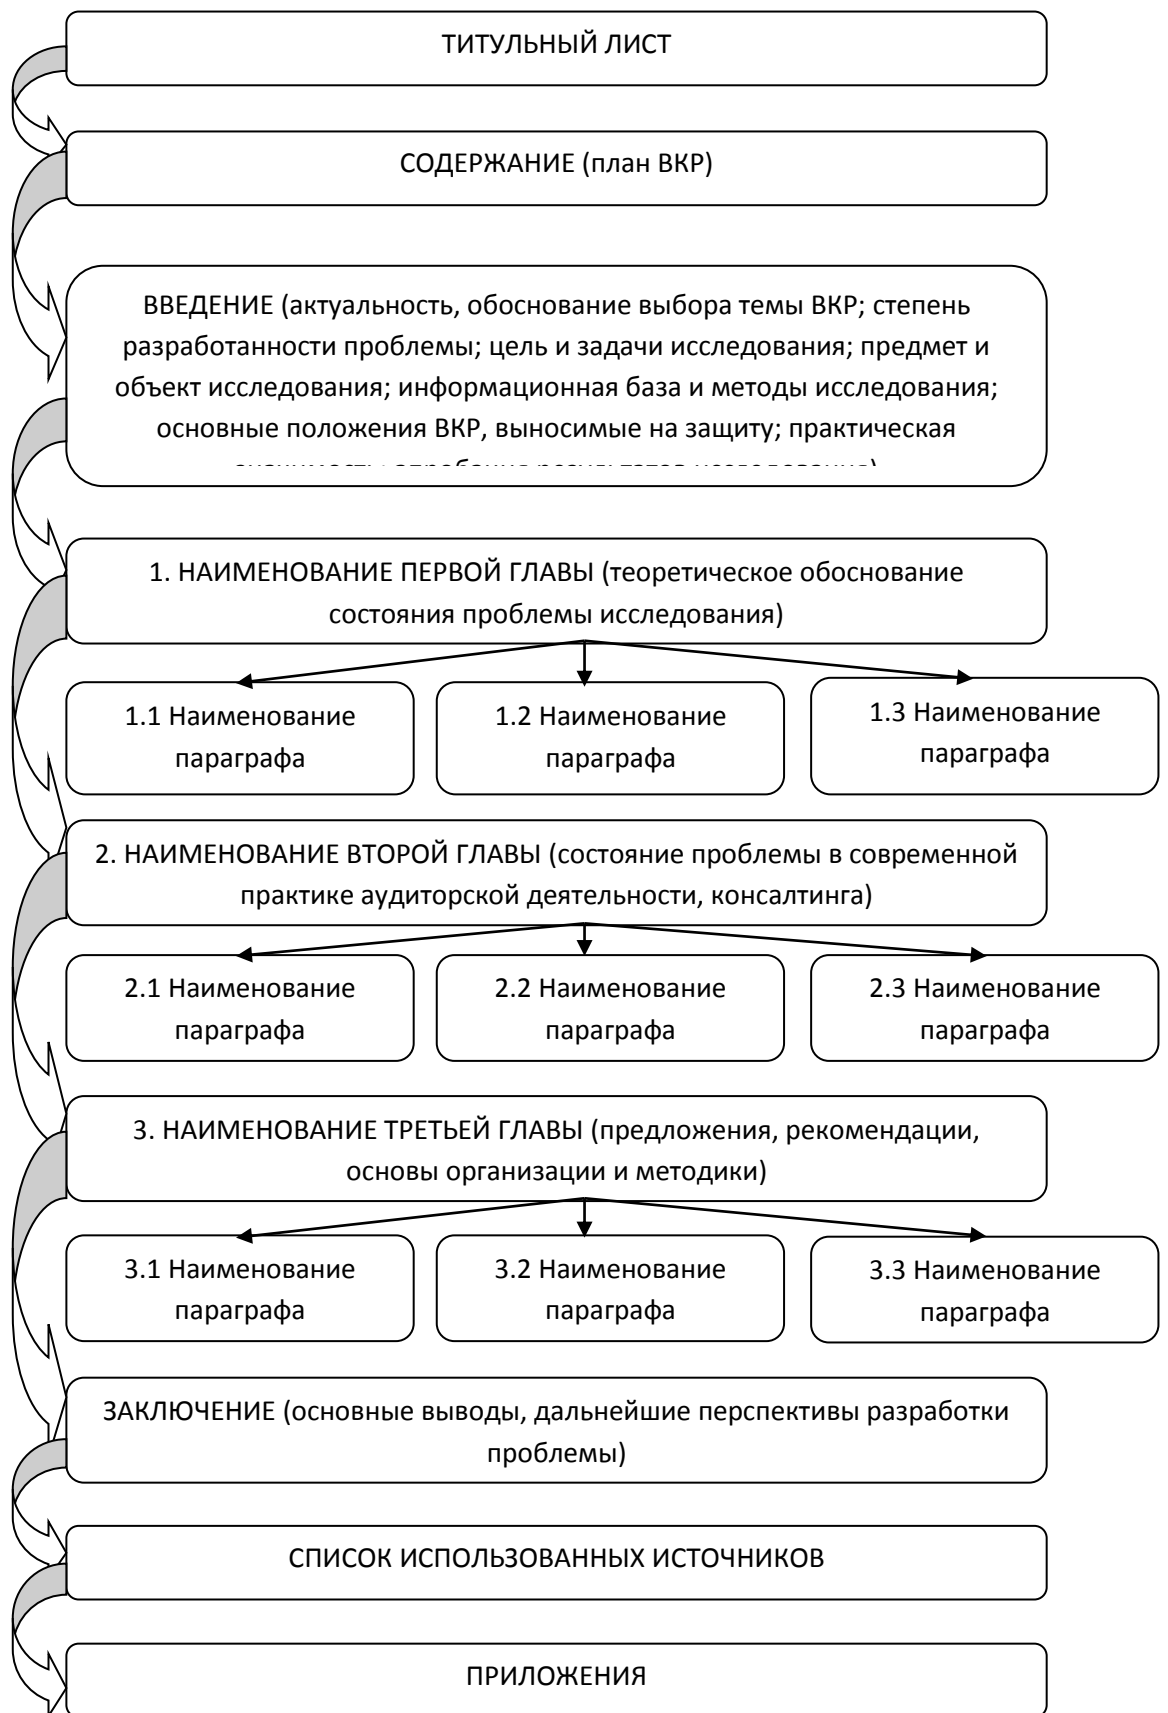 ТИТУЛЬНЫЙ ЛИСТ
СОДЕРЖАНИЕ (план ВКР)
ВВЕДЕНИЕ (актуальность, обоснование выбора темы ВКР; степень
разработанности проблемы; цель и задачи исследования; предмет и
объект исследования; информационная база и методы исследования;
основные положения ВКР, выносимые на защиту; практическая
1. НАИМЕНОВАНИЕ ПЕРВОЙ ГЛАВЫ (теоретическое обоснование
состояния проблемы исследования)
1.1 Наименование
параграфа
1.2 Наименование
параграфа
1.3 Наименование
параграфа
2. НАИМЕНОВАНИЕ ВТОРОЙ ГЛАВЫ (состояние проблемы в современной
практике аудиторской деятельности, консалтинга)
2.1 Наименование
параграфа
2.2 Наименование
параграфа
2.3 Наименование
параграфа
3. НАИМЕНОВАНИЕ ТРЕТЬЕЙ ГЛАВЫ (предложения, рекомендации,
основы организации и методики)
3.1 Наименование
параграфа
3.2 Наименование
параграфа
3.3 Наименование
параграфа
ЗАКЛЮЧЕНИЕ (основные выводы, дальнейшие перспективы разработки
проблемы)
СПИСОК ИСПОЛЬЗОВАННЫХ ИСТОЧНИКОВ
ПРИЛОЖЕНИЯ